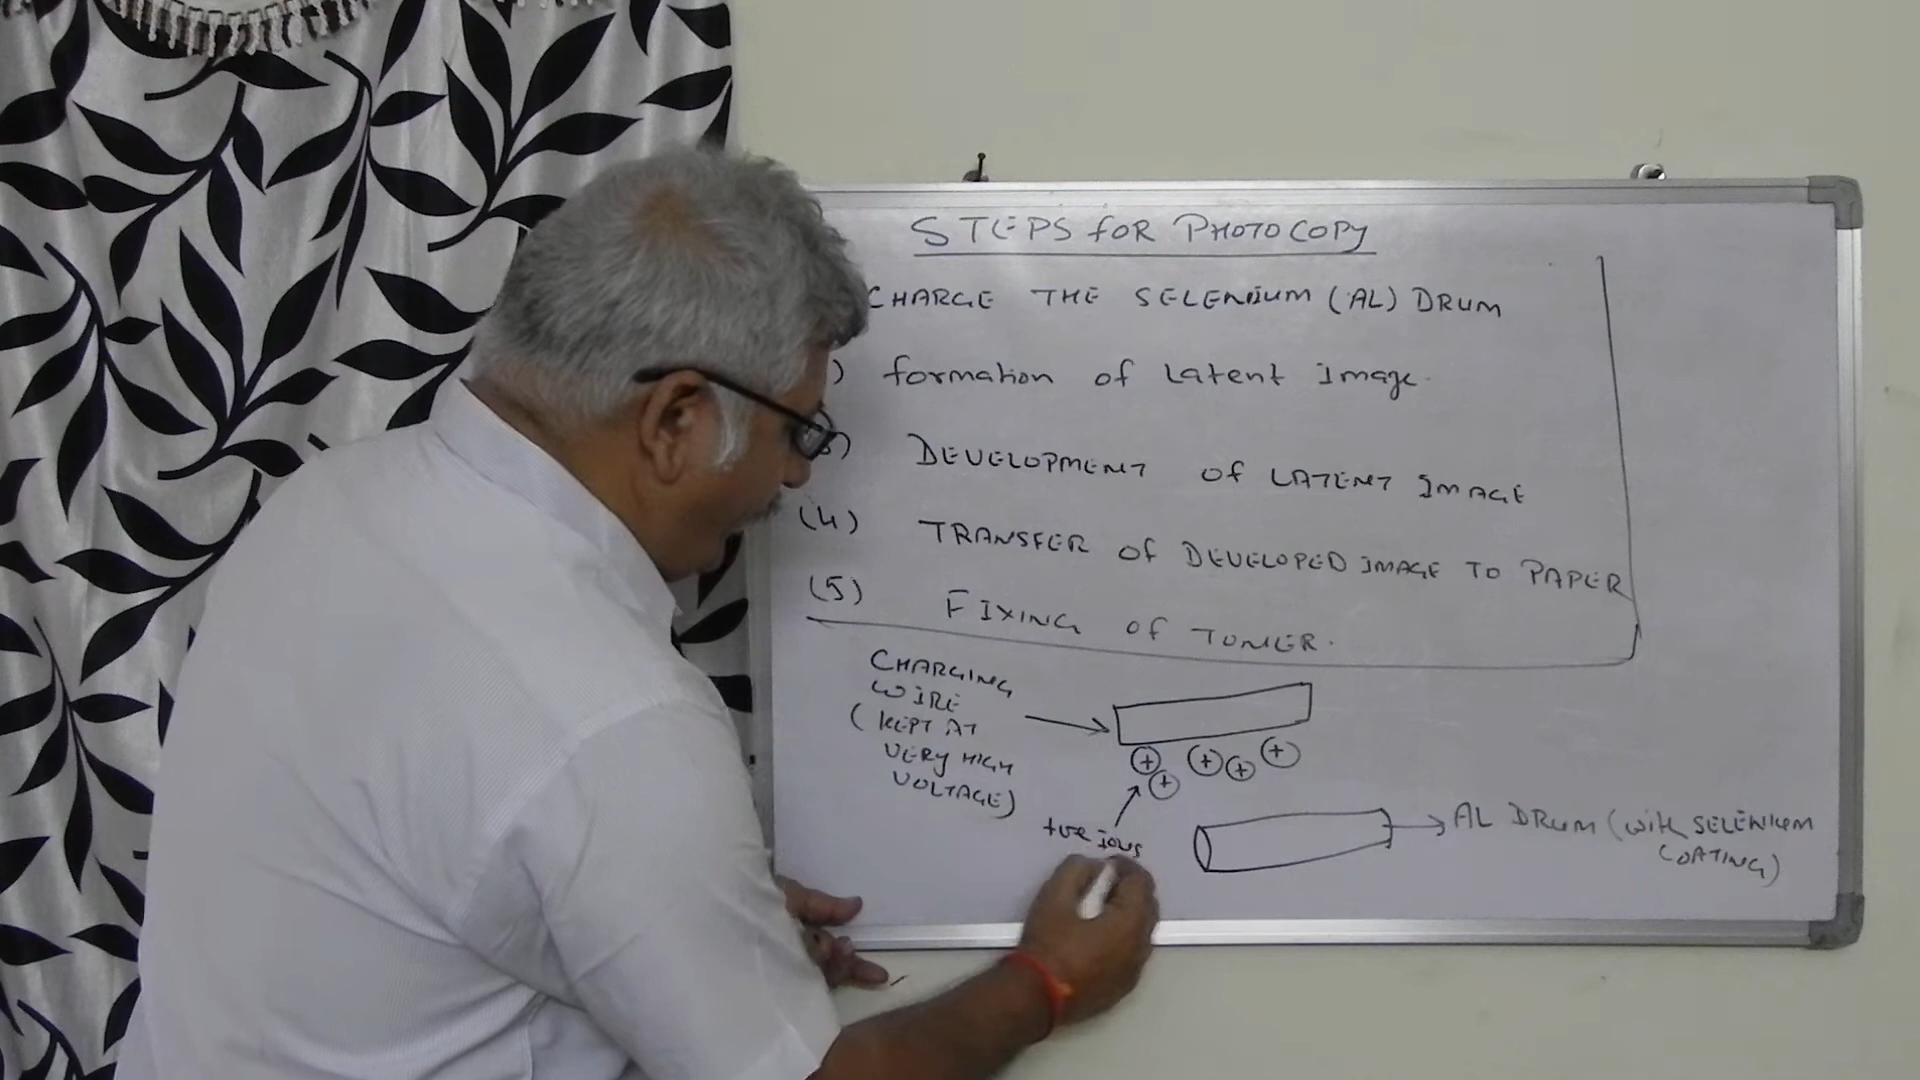 STEPS FOR PHOTOCOPY
CHARGE THE SELENIUM (AL) DRUM
) formation of Latent Image.
3) DEVELOPMENT of LATENT IMAGE
(4) TRANSFER of DEVELOPED IMAGE TO PAPER
(5) FIXING of TONER.
CHARGING
WIRE
(KEPT AT
VERY HIGH
VOLTAGE)
+ + + + +
+ve ions
AL DRUM (with SELENIUM
COATING)